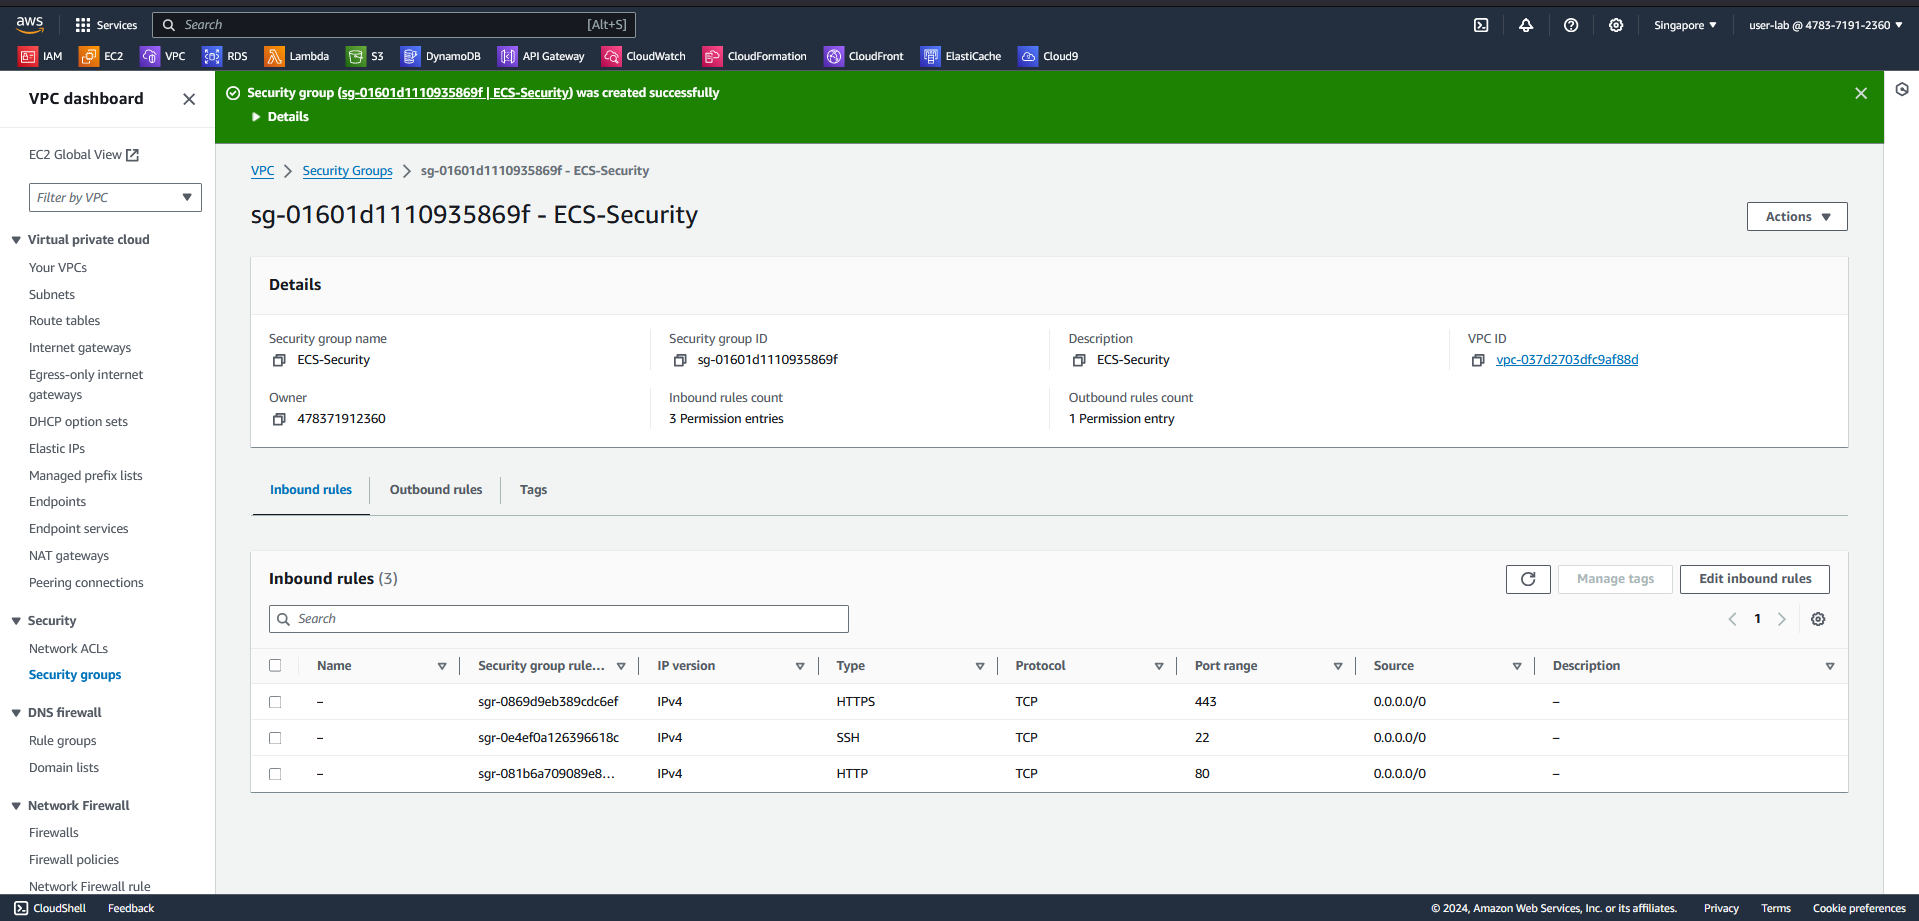 aws
Services
Search
[Alt+S]
Singapore
user-lab @ 4783-7191-2360
IAM
EC2
VPC
RDS
Lambda
S3
DynamoDB
API Gateway
CloudWatch
CloudFormation
CloudFront
ElastiCache
Cloud9
VPC dashboard
EC2 Global View
Filter by VPC
Virtual private cloud
Your VPCs
Subnets
Route tables
Internet gateways
Egress-only internet
gateways
DHCP option sets
Elastic IPs
Managed prefix lists
Endpoints
Endpoint services
NAT gateways
Peering connections
Security
Network ACLs
Security groups
DNS firewall
Rule groups
Domain lists
Network Firewall
Firewalls
Firewall policies
Network Firewall rule
Security group (sg-01601d1110935869f | ECS-Security) was created successfully
Details
VPC
Security Groups
sg-01601d1110935869f - ECS-Security
sg-01601d1110935869f - ECS-Security
Actions
Details
Security group name
ECS-Security
Security group ID
sg-01601d1110935869f
Description
ECS-Security
VPC ID
vpc-037d2703dfc9af88d
Owner
478371912360
Inbound rules count
3 Permission entries
Outbound rules count
1 Permission entry
Inbound rules
Outbound rules
Tags
Inbound rules (3)
Manage tags
Edit inbound rules
Search
1
Name
Security group rule...
IP version
Type
Protocol
Port range
Source
Description
– sgr-0869d9eb389cdc6ef IPv4 HTTPS TCP 443 0.0.0.0/0 –
– sgr-0e4ef0a126396618c IPv4 SSH TCP 22 0.0.0.0/0 –
– sgr-081b6a709089e8... IPv4 HTTP TCP 80 0.0.0.0/0 –
CloudShell
Feedback
© 2024, Amazon Web Services, Inc. or its affiliates.
Privacy
Terms
Cookie preferences